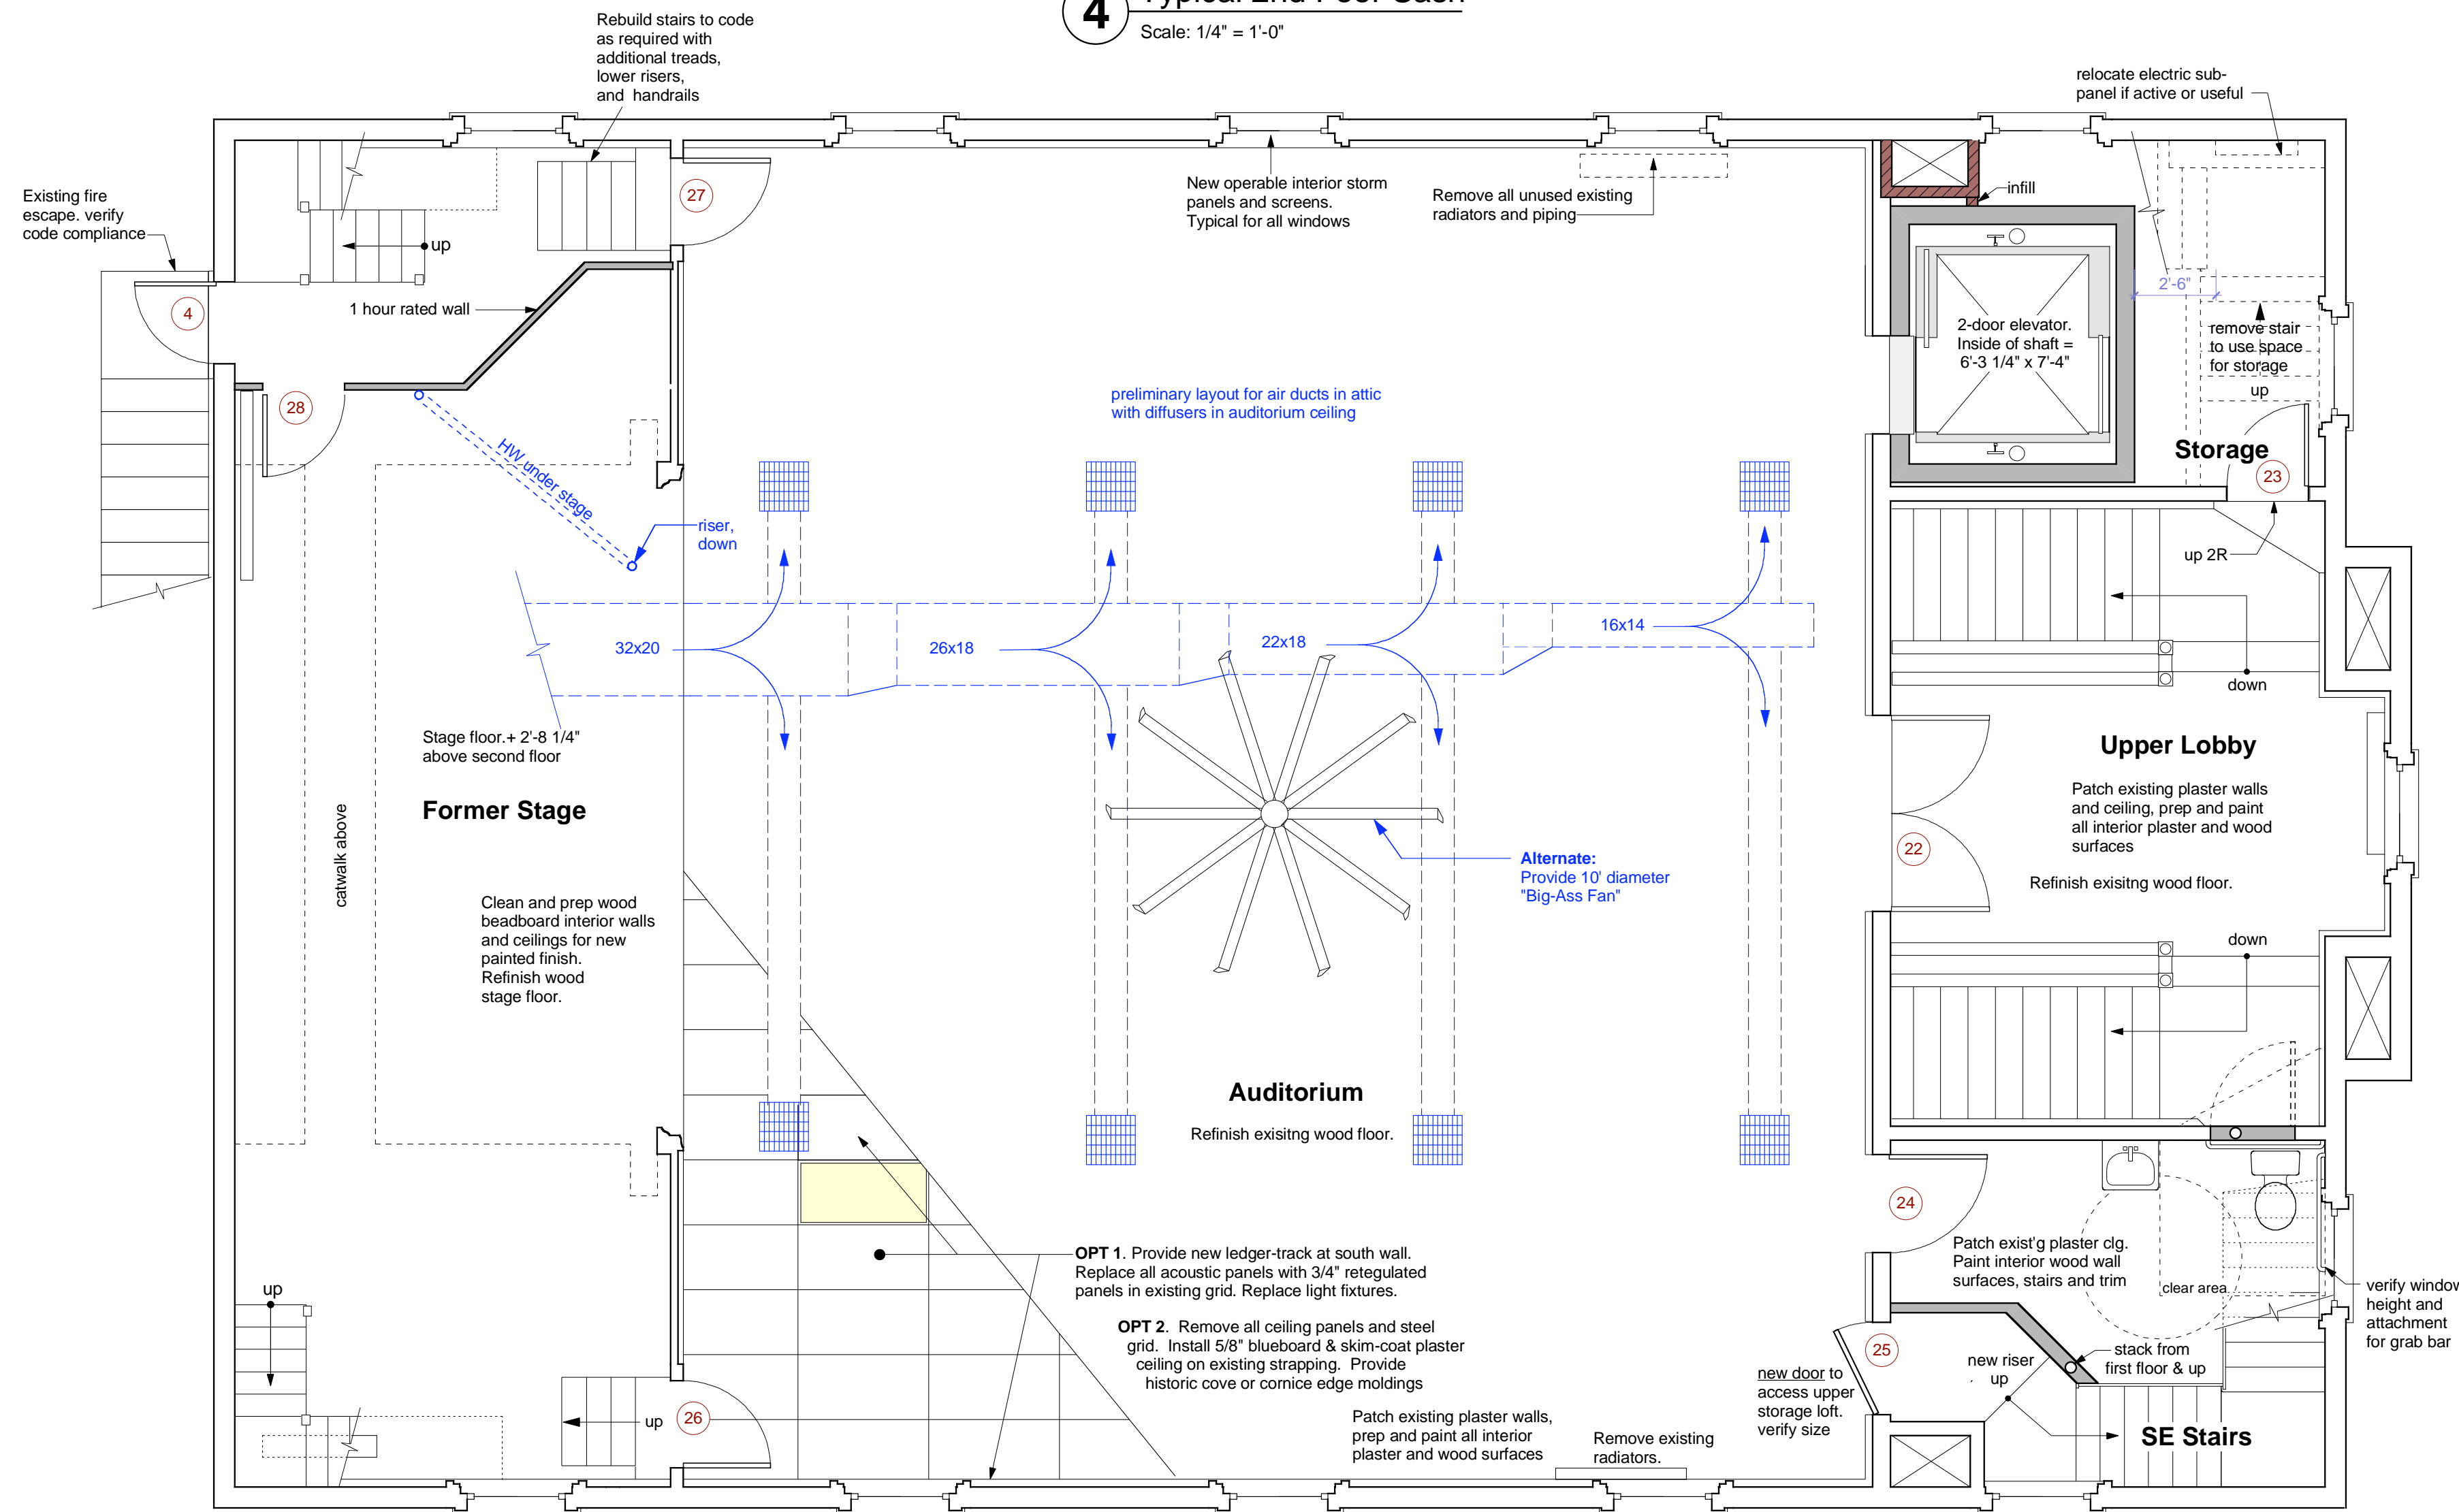 4
Scale: 1/4" = 1'-0"
Rebuild stairs to code
as required with
additional treads,
lower risers,
and handrails
relocate electric sub-
panel if active or useful
Existing fire
escape. verify
code compliance
up
27
4
28
1 hour rated wall
New operable interior storm
panels and screens.
Typical for all windows
Remove all unused existing
radiators and piping
infill
2'-6"
2-door elevator.
Inside of shaft =
6'-3 1/4" x 7'-4"
remove stair
to use space
for storage
up
Storage
23
up 2R
preliminary layout for air ducts in attic
with diffusers in auditorium ceiling
HW under stage
riser,
down
32x20
26x18
22x18
16x14
down
Stage floor.+ 2'-8 1/4"
above second floor
Former Stage
catwalk above
Clean and prep wood
beadboard interior walls
and ceilings for new
painted finish.
Refinish wood
stage floor.
Alternate:
Provide 10' diameter
"Big-Ass Fan"
Upper Lobby
22
Patch existing plaster walls
and ceiling, prep and paint
all interior plaster and wood
surfaces
Refinish exisitng wood floor.
down
Auditorium
Refinish exisitng wood floor.
24
Patch exist'g plaster clg.
Paint interior wood wall
surfaces, stairs and trim
clear area
verify window
height and
attachment
for grab bar
OPT 1. Provide new ledger-track at south wall.
Replace all acoustic panels with 3/4" retegulated
panels in existing grid. Replace light fixtures.
OPT 2. Remove all ceiling panels and steel
grid. Install 5/8" blueboard & skim-coat plaster
ceiling on existing strapping. Provide
historic cove or cornice edge moldings
up
up
26
25
new door to
access upper
storage loft.
verify size
new riser
up
stack from
first floor & up
SE Stairs
Patch existing plaster walls,
prep and paint all interior
plaster and wood surfaces
Remove existing
radiators.